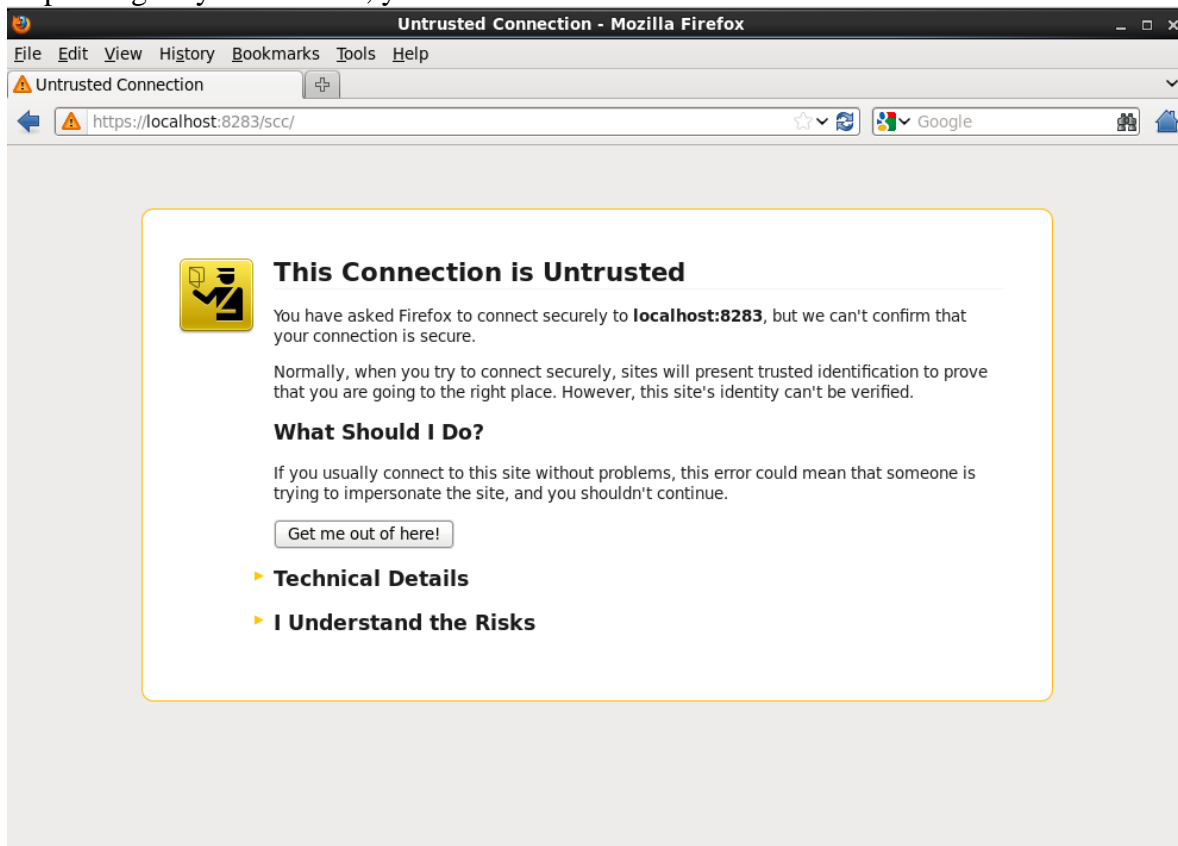 Untrusted Connection - Mozilla Firefox
File Edit View History Bookmarks Tools Help
Untrusted Connection
https://localhost:8283/scc/
Google
This Connection is Untrusted
You have asked Firefox to connect securely to localhost:8283, but we can't confirm that
your connection is secure.
Normally, when you try to connect securely, sites will present trusted identification to prove
that you are going to the right place. However, this site's identity can't be verified.
What Should I Do?
If you usually connect to this site without problems, this error could mean that someone is
trying to impersonate the site, and you shouldn't continue.
Get me out of here!
Technical Details
I Understand the Risks